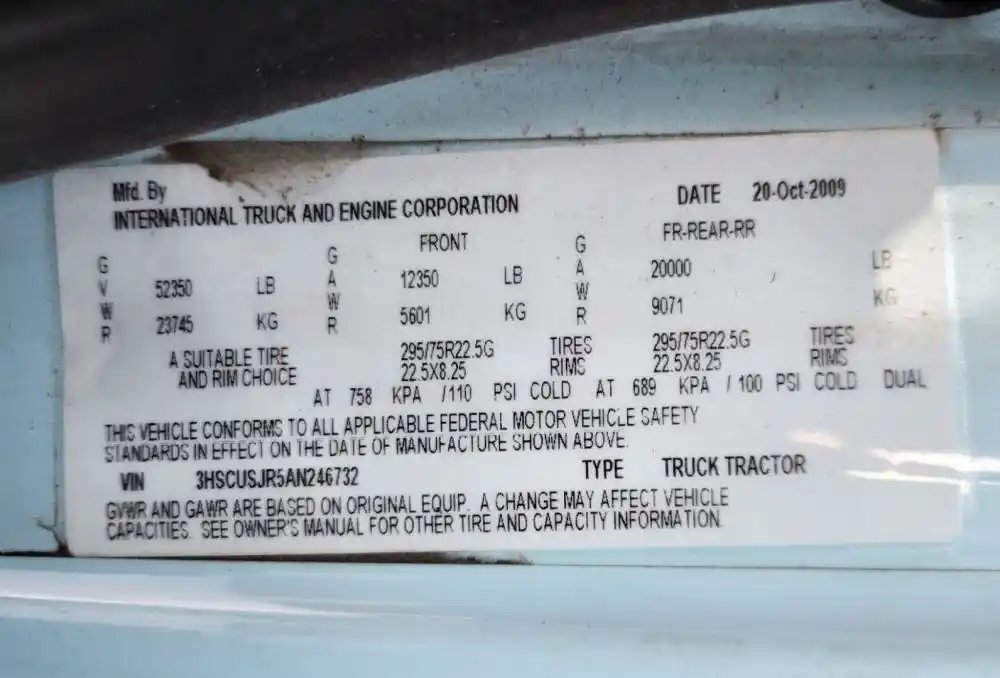 Mfd. By
INTERNATIONAL TRUCK AND ENGINE CORPORATION DATE 20-Oct-2009
FRONT FR-REAR-RR
GVWR 52350 LB GAWR 12350 LB GAWR 20000 LB
23745 KG 5601 KG 9071 KG
A SUITABLE TIRE 295/75R22.5G TIRES 295/75R22.5G TIRES
AND RIM CHOICE 22.5X8.25 RIMS 22.5X8.25 RIMS
AT 758 KPA /110 PSI COLD AT 689 KPA / 100 PSI COLD DUAL
THIS VEHICLE CONFORMS TO ALL APPLICABLE FEDERAL MOTOR VEHICLE SAFETY
STANDARDS IN EFFECT ON THE DATE OF MANUFACTURE SHOWN ABOVE.
VIN 3HSCUSJR5AN246732 TYPE TRUCK TRACTOR
GVWR AND GAWR ARE BASED ON ORIGINAL EQUIP. A CHANGE MAY AFFECT VEHICLE
CAPACITIES. SEE OWNER'S MANUAL FOR OTHER TIRE AND CAPACITY INFORMATION.